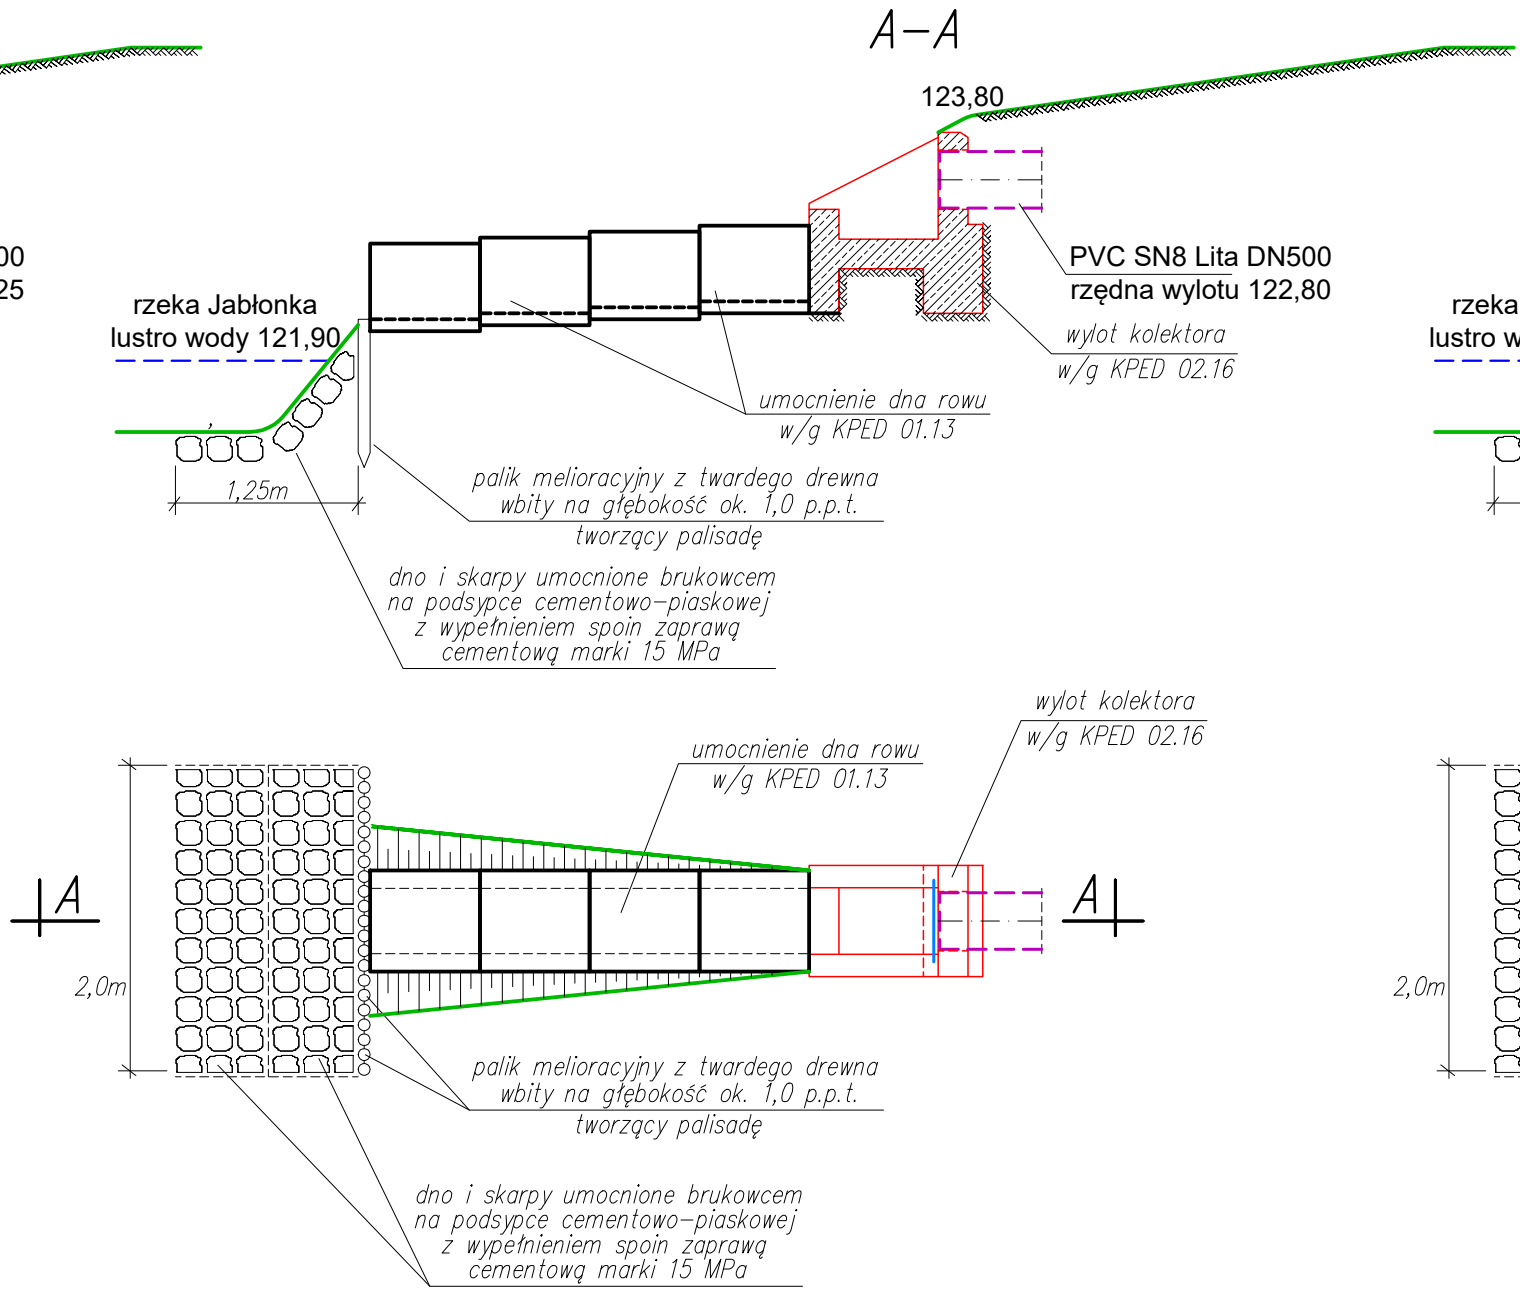 A-A
123,80
00
25
PVC SN8 Lita DN500
rzędna wylotu 122,80
rzeka Jabłonka
lustro wody 121,90
wylot kolektora
w/g KPED 02.16
rzeka
lustro w
umocnienie dna rowu
w/g KPED 01.13
1,25m
palik melioracyjny z twardego drewna
wbity na głębokość ok. 1,0 p.p.t.
tworzący palisadę
dno i skarpy umocnione brukowcem
na podsypce cementowo-piaskowej
z wypełnieniem spoin zaprawą
cementową marki 15 MPa
wylot kolektora
w/g KPED 02.16
umocnienie dna rowu
w/g KPED 01.13
A
A
2,0m
2,0m
palik melioracyjny z twardego drewna
wbity na głębokość ok. 1,0 p.p.t.
tworzący palisadę
dno i skarpy umocnione brukowcem
na podsypce cementowo-piaskowej
z wypełnieniem spoin zaprawą
cementową marki 15 MPa